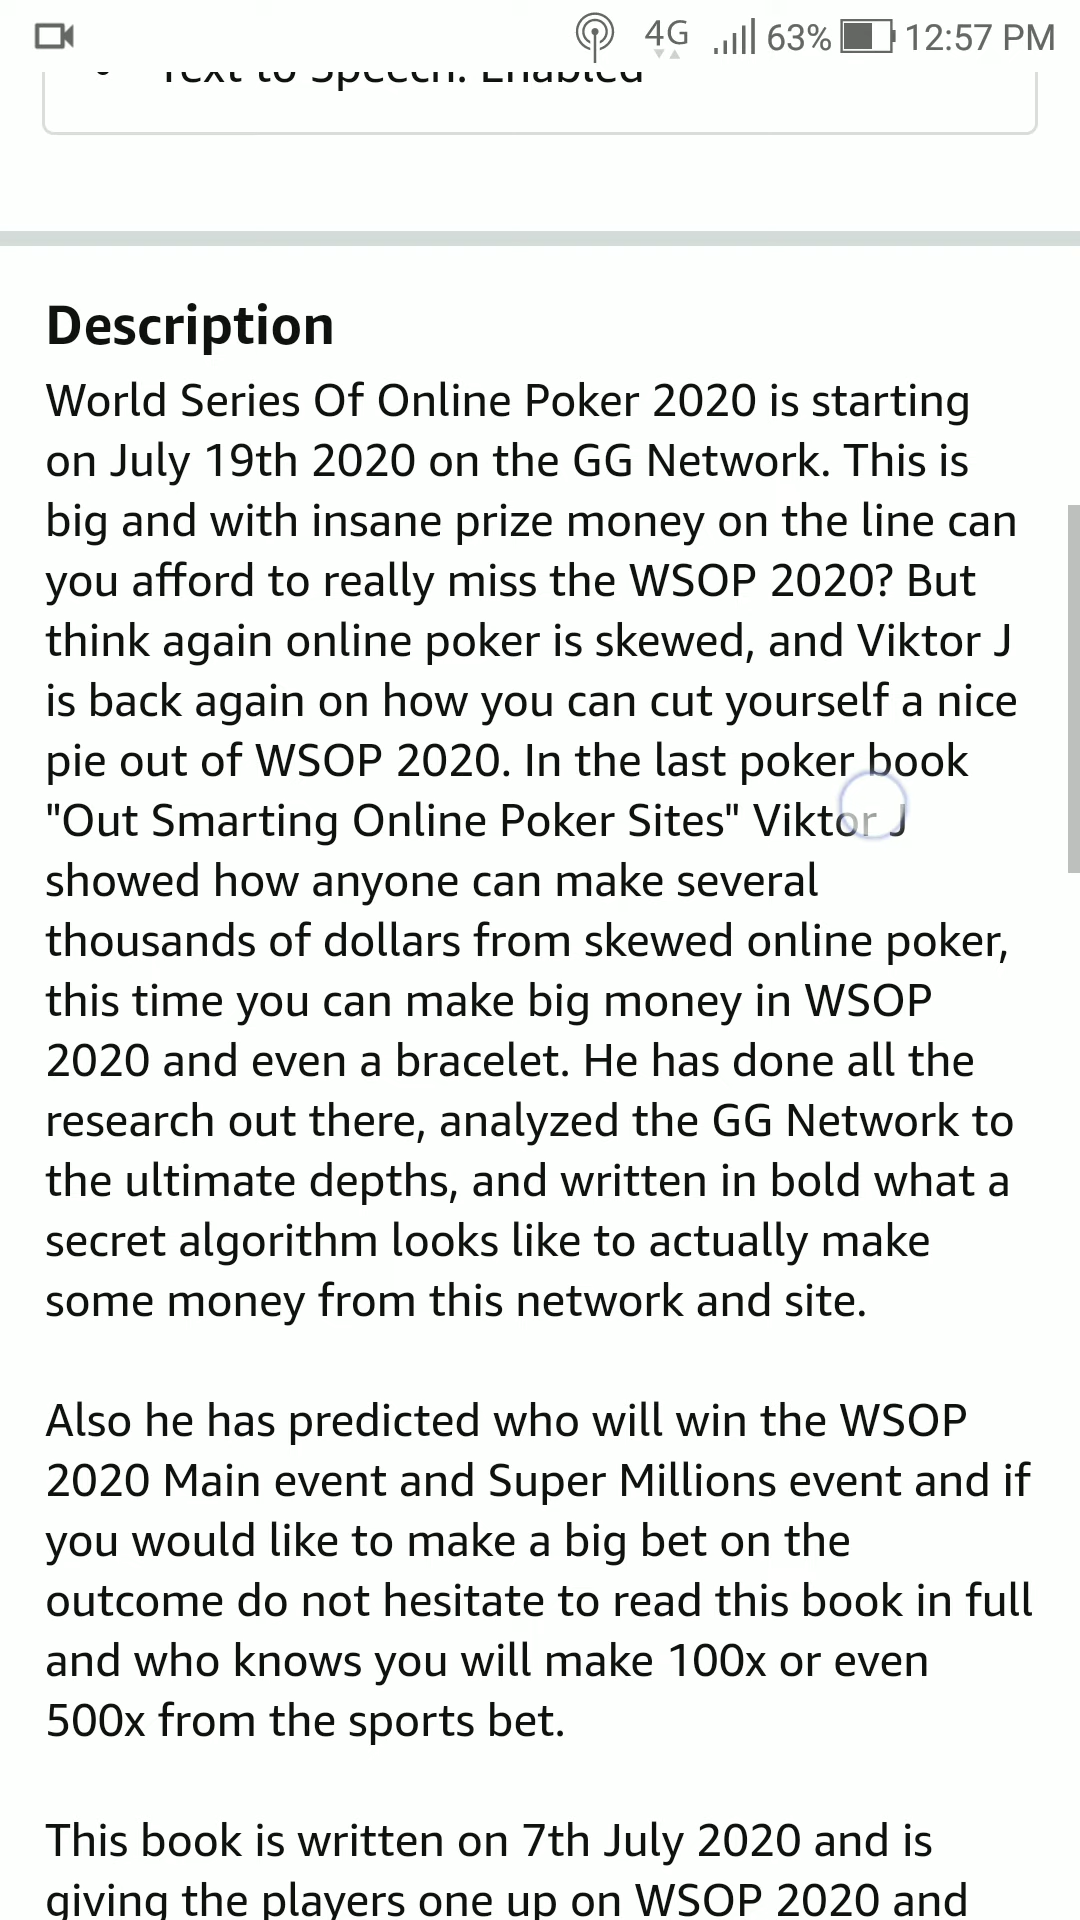 4G 63% 12:57 PM
Text to Speech: Enabled
Description
World Series Of Online Poker 2020 is starting
on July 19th 2020 on the GG Network. This is
big and with insane prize money on the line can
you afford to really miss the WSOP 2020? But
think again online poker is skewed, and Viktor J
is back again on how you can cut yourself a nice
pie out of WSOP 2020. In the last poker book
"Out Smarting Online Poker Sites" Viktor J
showed how anyone can make several
thousands of dollars from skewed online poker,
this time you can make big money in WSOP
2020 and even a bracelet. He has done all the
research out there, analyzed the GG Network to
the ultimate depths, and written in bold what a
secret algorithm looks like to actually make
some money from this network and site.
Also he has predicted who will win the WSOP
2020 Main event and Super Millions event and if
you would like to make a big bet on the
outcome do not hesitate to read this book in full
and who knows you will make 100x or even
500x from the sports bet.
This book is written on 7th July 2020 and is
giving the players one up on WSOP 2020 and